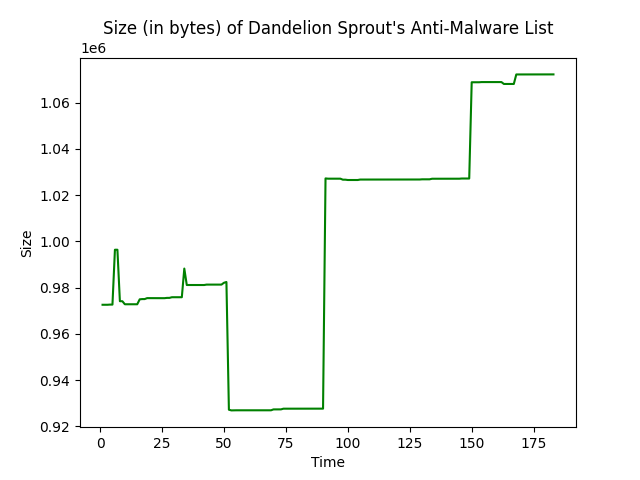 Size (in bytes) of Dandelion Sprout's Anti-Malware List
1e6
1.06
1.04
1.02
1.00
0.98
0.96
0.94
0.92
Size
0 25 50 75 100 125 150 175
Time